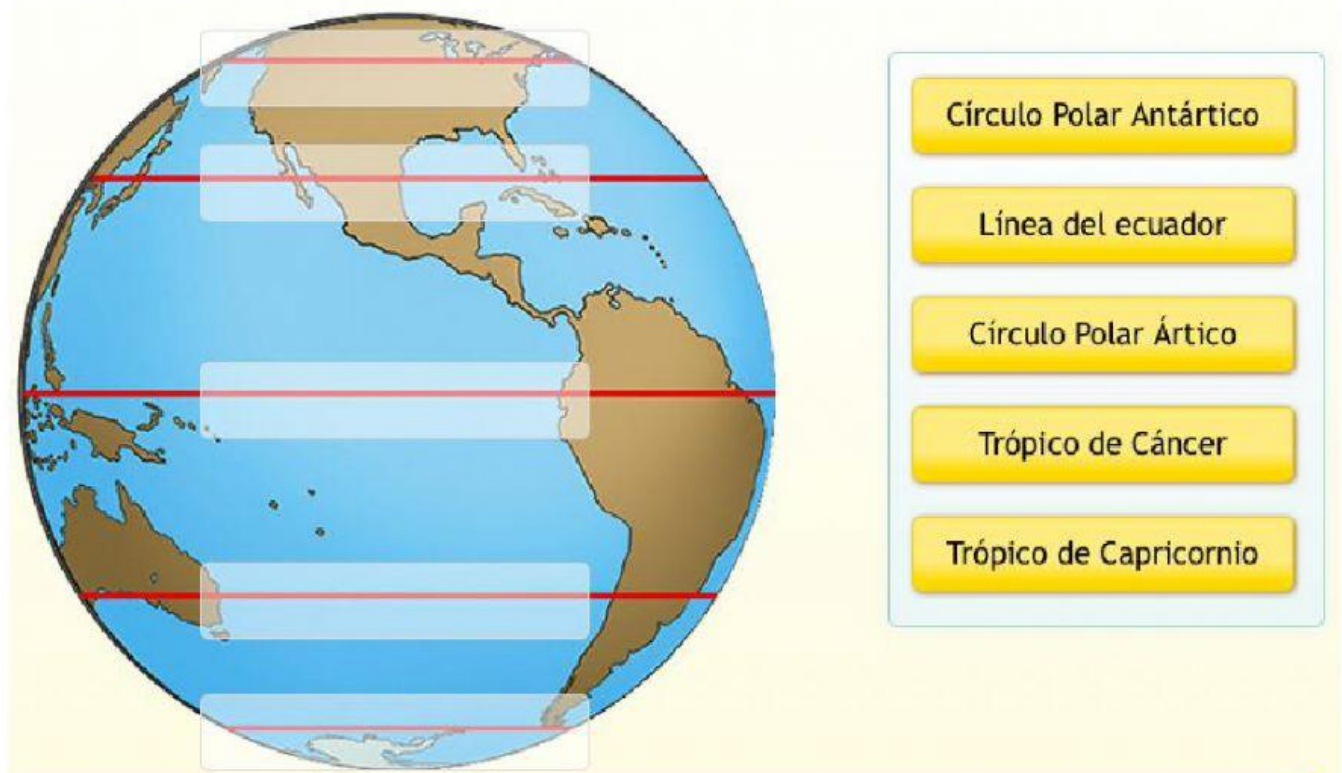 Círculo Polar Antártico
Línea del ecuador
Círculo Polar Ártico
Trópico de Cáncer
Trópico de Capricornio